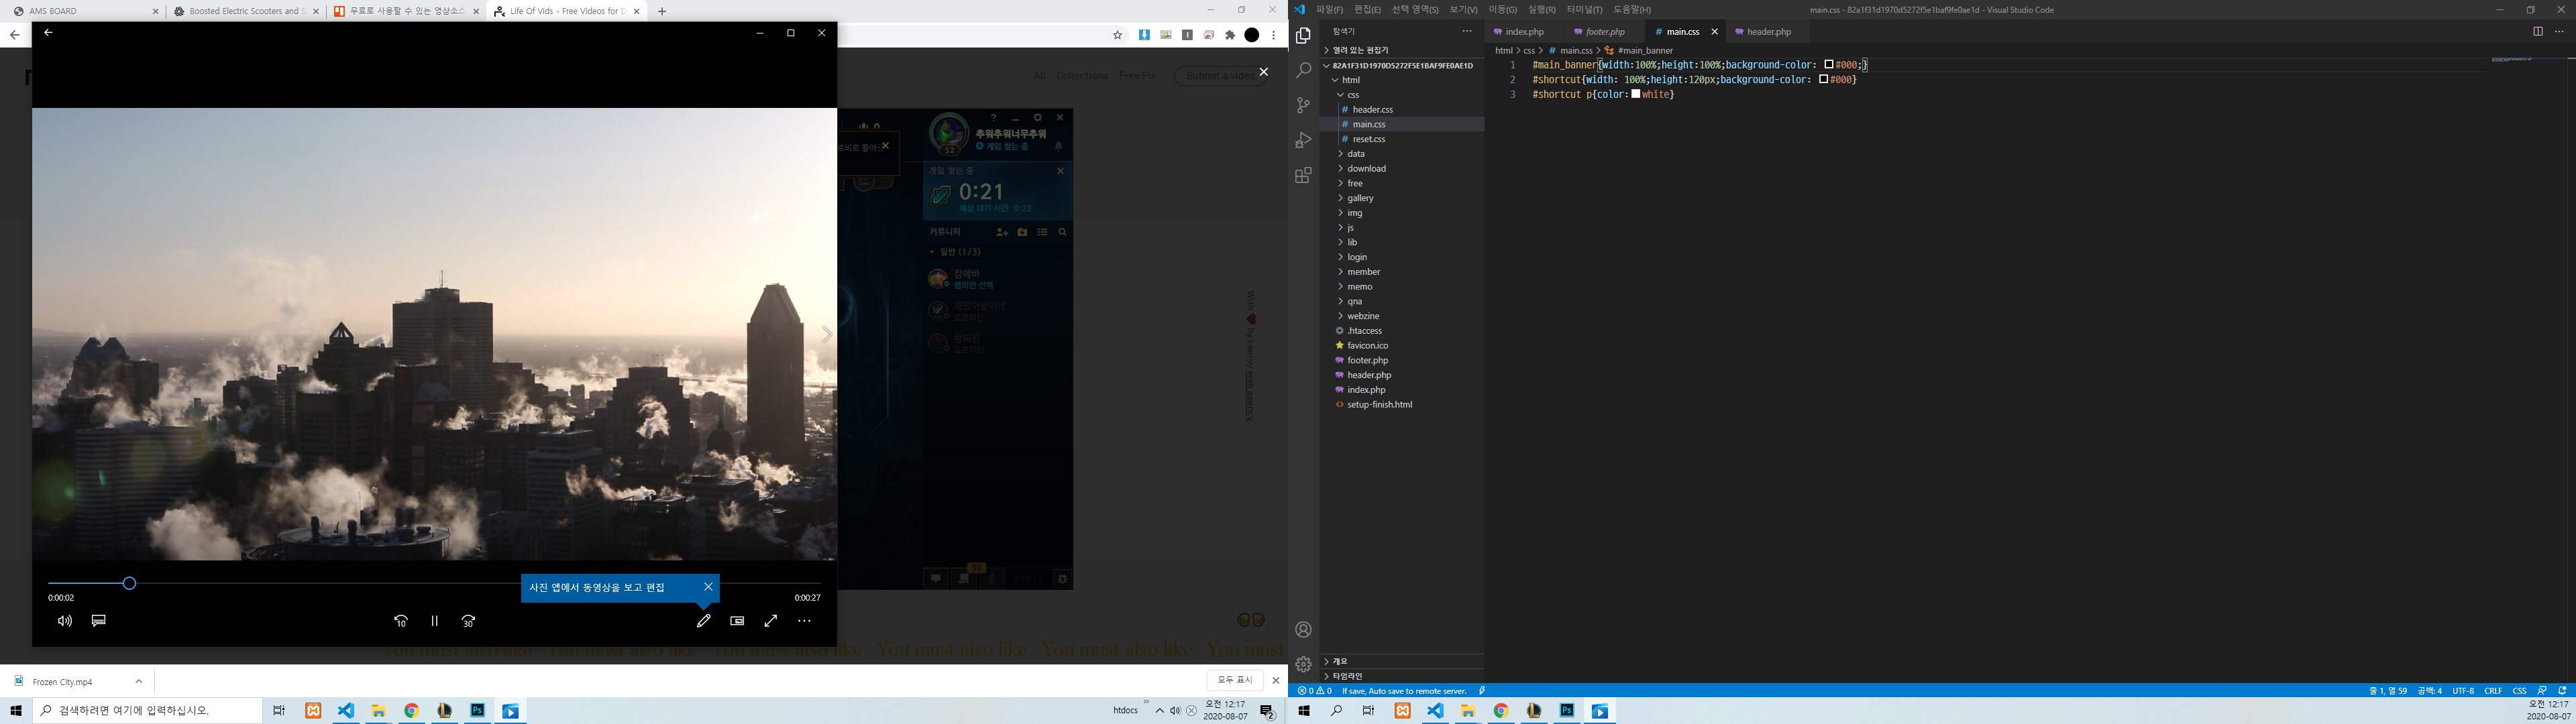 AMS BOARD
Boosted Electric Scooters and S
무료로 사용할 수 있는 영상소스
Life Of Vids - Free Videos for D
All Collections Free Pix Submit a video
추워추워너무추워
52
게임 찾는 중
게임 찾는 중
0:21
예상 대기 시간: 0:22
커뮤니티
일반 (1/3)
킹에바
챔피언 선택
오프라인
오프라인
30
With ❤ by Leeroy web agency
사진 앱에서 동영상을 보고 편집
0:00:02
0:00:27
10
30
You must also like You must also like You must also like You must also like You must also like You must
Frozen City.mp4
모두 표시
검색하려면 여기에 입력하십시오.
htdocs
오전 12:17
2020-08-07
2
파일(F) 편집(E) 선택 영역(S) 보기(V) 이동(G) 실행(R) 터미널(T) 도움말(H)
main.css - 82a1f31d1970d5272f5e1baf9fe0ae1d - Visual Studio Code
탐색기
열려 있는 편집기
82A1F31D1970D5272F5E1BAF9FE0AE1D
html
css
header.css
main.css
reset.css
data
download
free
gallery
img
js
lib
login
member
memo
qna
webzine
.htaccess
favicon.ico
footer.php
header.php
index.php
setup-finish.html
개요
타임라인
index.php
footer.php
main.css
header.php
html > css > # main.css > #main_banner
1 #main_banner{width:100%;height:100%;background-color: #000;}
2 #shortcut{width: 100%;height:120px;background-color: #000}
3 #shortcut p{color:white}
0 0 If save, Auto save to remote server.
줄 1, 열 59 공백: 4 UTF-8 CRLF CSS
오전 12:17
2020-08-07